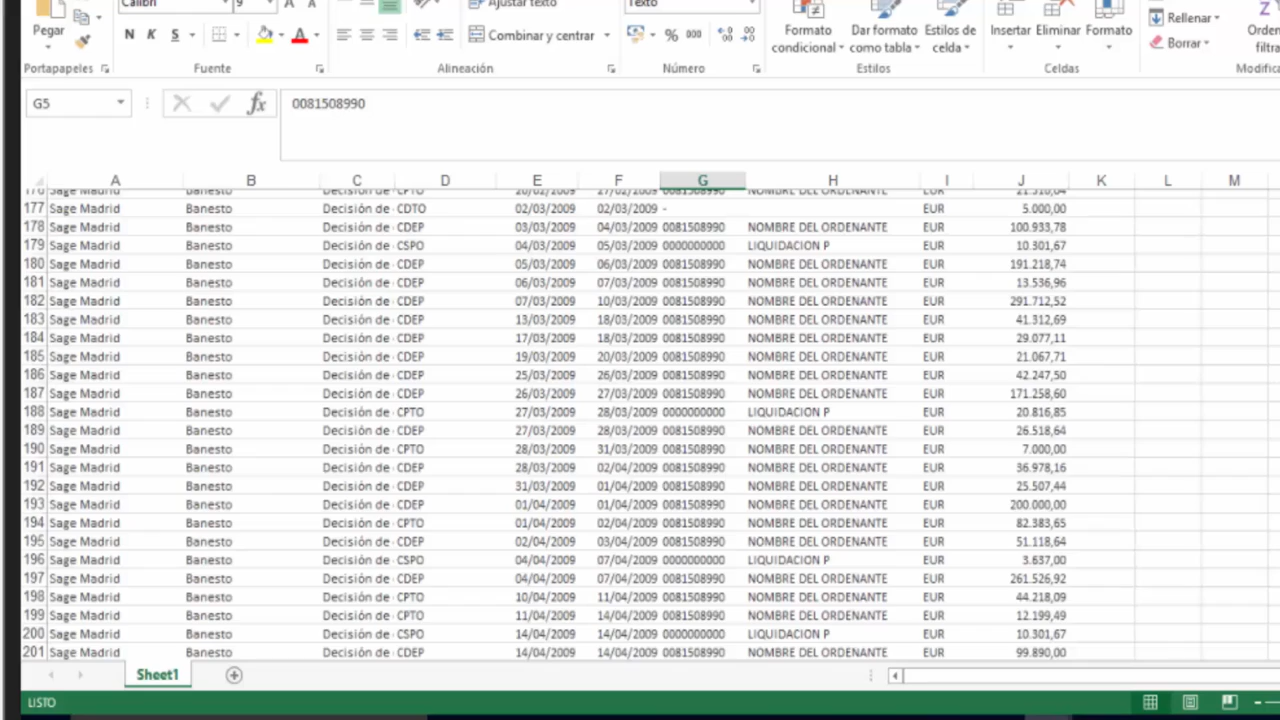 Calibri 9 A A Ajustar texto Texto
Pegar N K S A Combinar y centrar % 000 Formato condicional Dar formato como tabla Estilos de celda Insertar Eliminar Formato Rellenar Borrar
Portapapeles Fuente Alineación Número Estilos Celdas
G5 fx 0081508990
A B C D E F G H I J K L M
176 Sage Madrid Banesto Decisión de CPTO 26/02/2009 27/02/2009 0081508990 NOMBRE DEL ORDENANTE EUR 21.510,04
177 Sage Madrid Banesto Decisión de CDTO 02/03/2009 02/03/2009 - EUR 5.000,00
178 Sage Madrid Banesto Decisión de CDEP 03/03/2009 04/03/2009 0081508990 NOMBRE DEL ORDENANTE EUR 100.933,78
179 Sage Madrid Banesto Decisión de CSPO 04/03/2009 05/03/2009 0000000000 LIQUIDACION P EUR 10.301,67
180 Sage Madrid Banesto Decisión de CDEP 05/03/2009 06/03/2009 0081508990 NOMBRE DEL ORDENANTE EUR 191.218,74
181 Sage Madrid Banesto Decisión de CDEP 06/03/2009 07/03/2009 0081508990 NOMBRE DEL ORDENANTE EUR 13.536,96
182 Sage Madrid Banesto Decisión de CDEP 07/03/2009 10/03/2009 0081508990 NOMBRE DEL ORDENANTE EUR 291.712,52
183 Sage Madrid Banesto Decisión de CDEP 13/03/2009 18/03/2009 0081508990 NOMBRE DEL ORDENANTE EUR 41.312,69
184 Sage Madrid Banesto Decisión de CDEP 17/03/2009 18/03/2009 0081508990 NOMBRE DEL ORDENANTE EUR 29.077,11
185 Sage Madrid Banesto Decisión de CDEP 19/03/2009 20/03/2009 0081508990 NOMBRE DEL ORDENANTE EUR 21.067,71
186 Sage Madrid Banesto Decisión de CDEP 25/03/2009 26/03/2009 0081508990 NOMBRE DEL ORDENANTE EUR 42.247,50
187 Sage Madrid Banesto Decisión de CDEP 26/03/2009 27/03/2009 0081508990 NOMBRE DEL ORDENANTE EUR 171.258,60
188 Sage Madrid Banesto Decisión de CPTO 27/03/2009 28/03/2009 0000000000 LIQUIDACION P EUR 20.816,85
189 Sage Madrid Banesto Decisión de CDEP 27/03/2009 28/03/2009 0081508990 NOMBRE DEL ORDENANTE EUR 26.518,64
190 Sage Madrid Banesto Decisión de CPTO 28/03/2009 31/03/2009 0081508990 NOMBRE DEL ORDENANTE EUR 7.000,00
191 Sage Madrid Banesto Decisión de CDEP 28/03/2009 02/04/2009 0081508990 NOMBRE DEL ORDENANTE EUR 36.978,16
192 Sage Madrid Banesto Decisión de CDEP 31/03/2009 01/04/2009 0081508990 NOMBRE DEL ORDENANTE EUR 25.507,44
193 Sage Madrid Banesto Decisión de CDEP 01/04/2009 01/04/2009 0081508990 NOMBRE DEL ORDENANTE EUR 200.000,00
194 Sage Madrid Banesto Decisión de CPTO 01/04/2009 02/04/2009 0081508990 NOMBRE DEL ORDENANTE EUR 82.383,65
195 Sage Madrid Banesto Decisión de CDEP 02/04/2009 03/04/2009 0081508990 NOMBRE DEL ORDENANTE EUR 51.118,64
196 Sage Madrid Banesto Decisión de CSPO 04/04/2009 07/04/2009 0000000000 LIQUIDACION P EUR 3.637,00
197 Sage Madrid Banesto Decisión de CDEP 04/04/2009 07/04/2009 0081508990 NOMBRE DEL ORDENANTE EUR 261.526,92
198 Sage Madrid Banesto Decisión de CPTO 10/04/2009 11/04/2009 0081508990 NOMBRE DEL ORDENANTE EUR 44.218,09
199 Sage Madrid Banesto Decisión de CPTO 11/04/2009 14/04/2009 0081508990 NOMBRE DEL ORDENANTE EUR 12.199,49
200 Sage Madrid Banesto Decisión de CSPO 14/04/2009 14/04/2009 0000000000 LIQUIDACION P EUR 10.301,67
201 Sage Madrid Banesto Decisión de CDEP 14/04/2009 14/04/2009 0081508990 NOMBRE DEL ORDENANTE EUR 99.890,00
Sheet1
LISTO